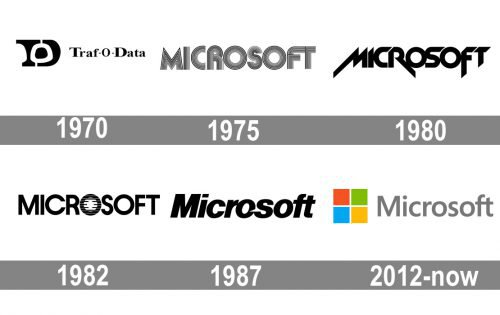 Traf-O-Data
MICROSOFT
MICROSOFT
1970
1975
1980
MICROSOFT
Microsoft
Microsoft
1982
1987
2012-now